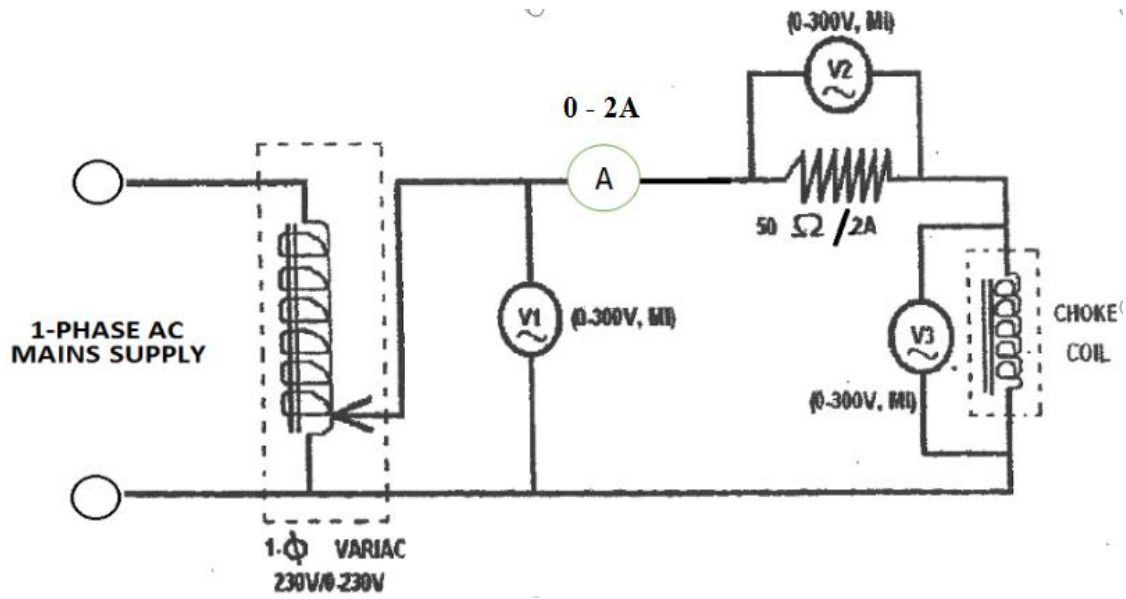 (0-300V, MI)
V2
0 - 2A
A
50 Ω / 2A
1-PHASE AC
MAINS SUPPLY
V1
(0-300V, MI)
V3
CHOKE
COIL
(0-300V, MI)
1-Φ VARIAC
230V/0-230V